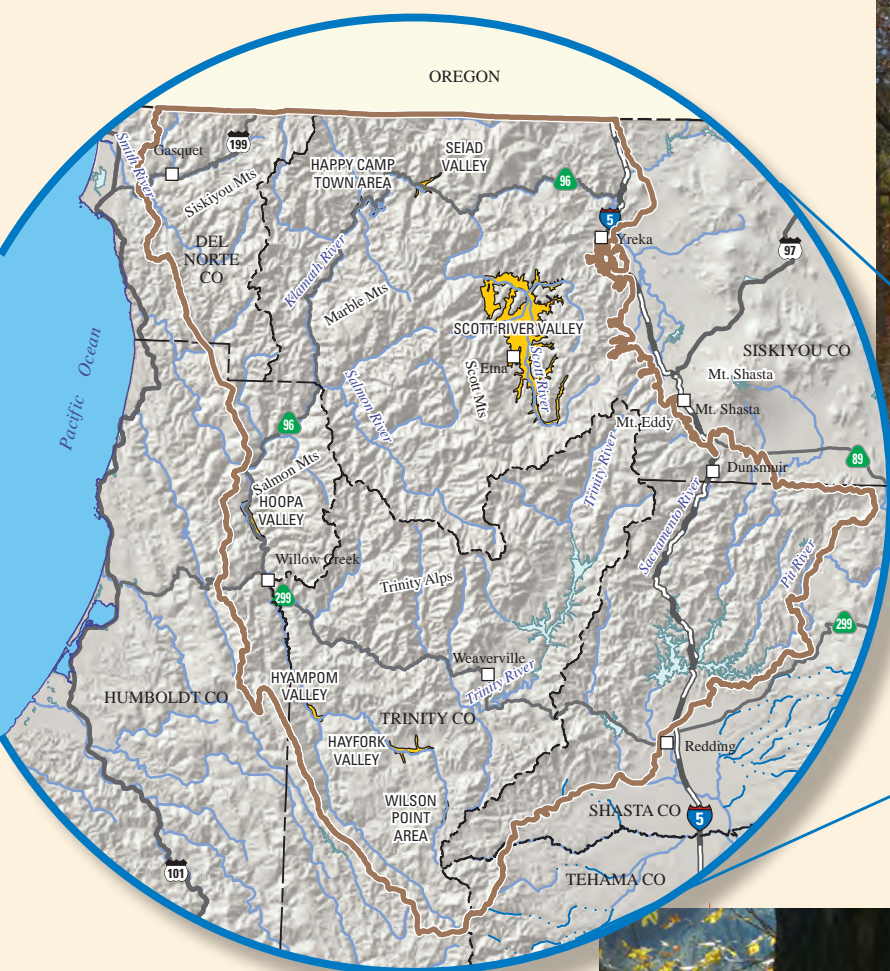 OREGON
Smith River
Gasquet
199
Siskiyou Mts
HAPPY CAMP
TOWN AREA
SEIAD
VALLEY
96
5
Yreka
97
DEL
NORTE
CO
Klamath River
Marble Mts
SCOTT RIVER VALLEY
Etna
Scott River
Scott Mts
SISKIYOU CO
Mt. Shasta
Mt. Shasta
Mt. Eddy
Pacific Ocean
Salmon River
96
Salmon Mts
HOOPA
VALLEY
Trinity River
89
Dunsmuir
Sacramento River
Pit River
Willow Creek
299
Trinity Alps
299
Weaverville
Trinity River
HYAMPOM
VALLEY
HUMBOLDT CO
TRINITY CO
HAYFORK
VALLEY
Redding
WILSON
POINT
AREA
SHASTA CO
5
101
TEHAMA CO